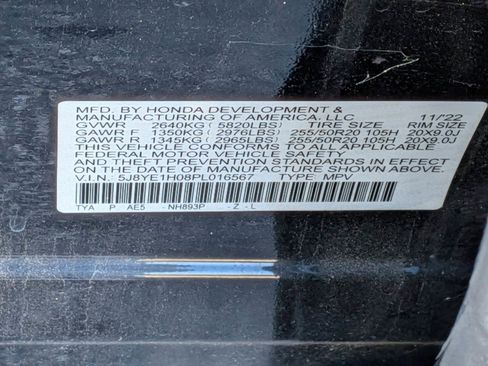 MFD. BY HONDA DEVELOPMENT &
MANUFACTURING OF AMERICA, LLC 11/'22
GVWR 2640KG (5820LBS) TIRE SIZE RIM SIZE
GAWR F 1350KG (2976LBS) 255/50R20 105H 20X9.0J
GAWR R 1345KG (2965LBS) 255/50R20 105H 20X9.0J
THIS VEHICLE CONFORMS TO ALL APPLICABLE
FEDERAL MOTOR VEHICLE SAFETY
AND THEFT PREVENTION STANDARDS IN EFFECT
ON THE DATE OF MANUFACTURE SHOWN ABOVE.
V.I.N.: 5J8YE1H08PL016567 TYPE: MPV
TYA P AE5 -NH893P -Z-L